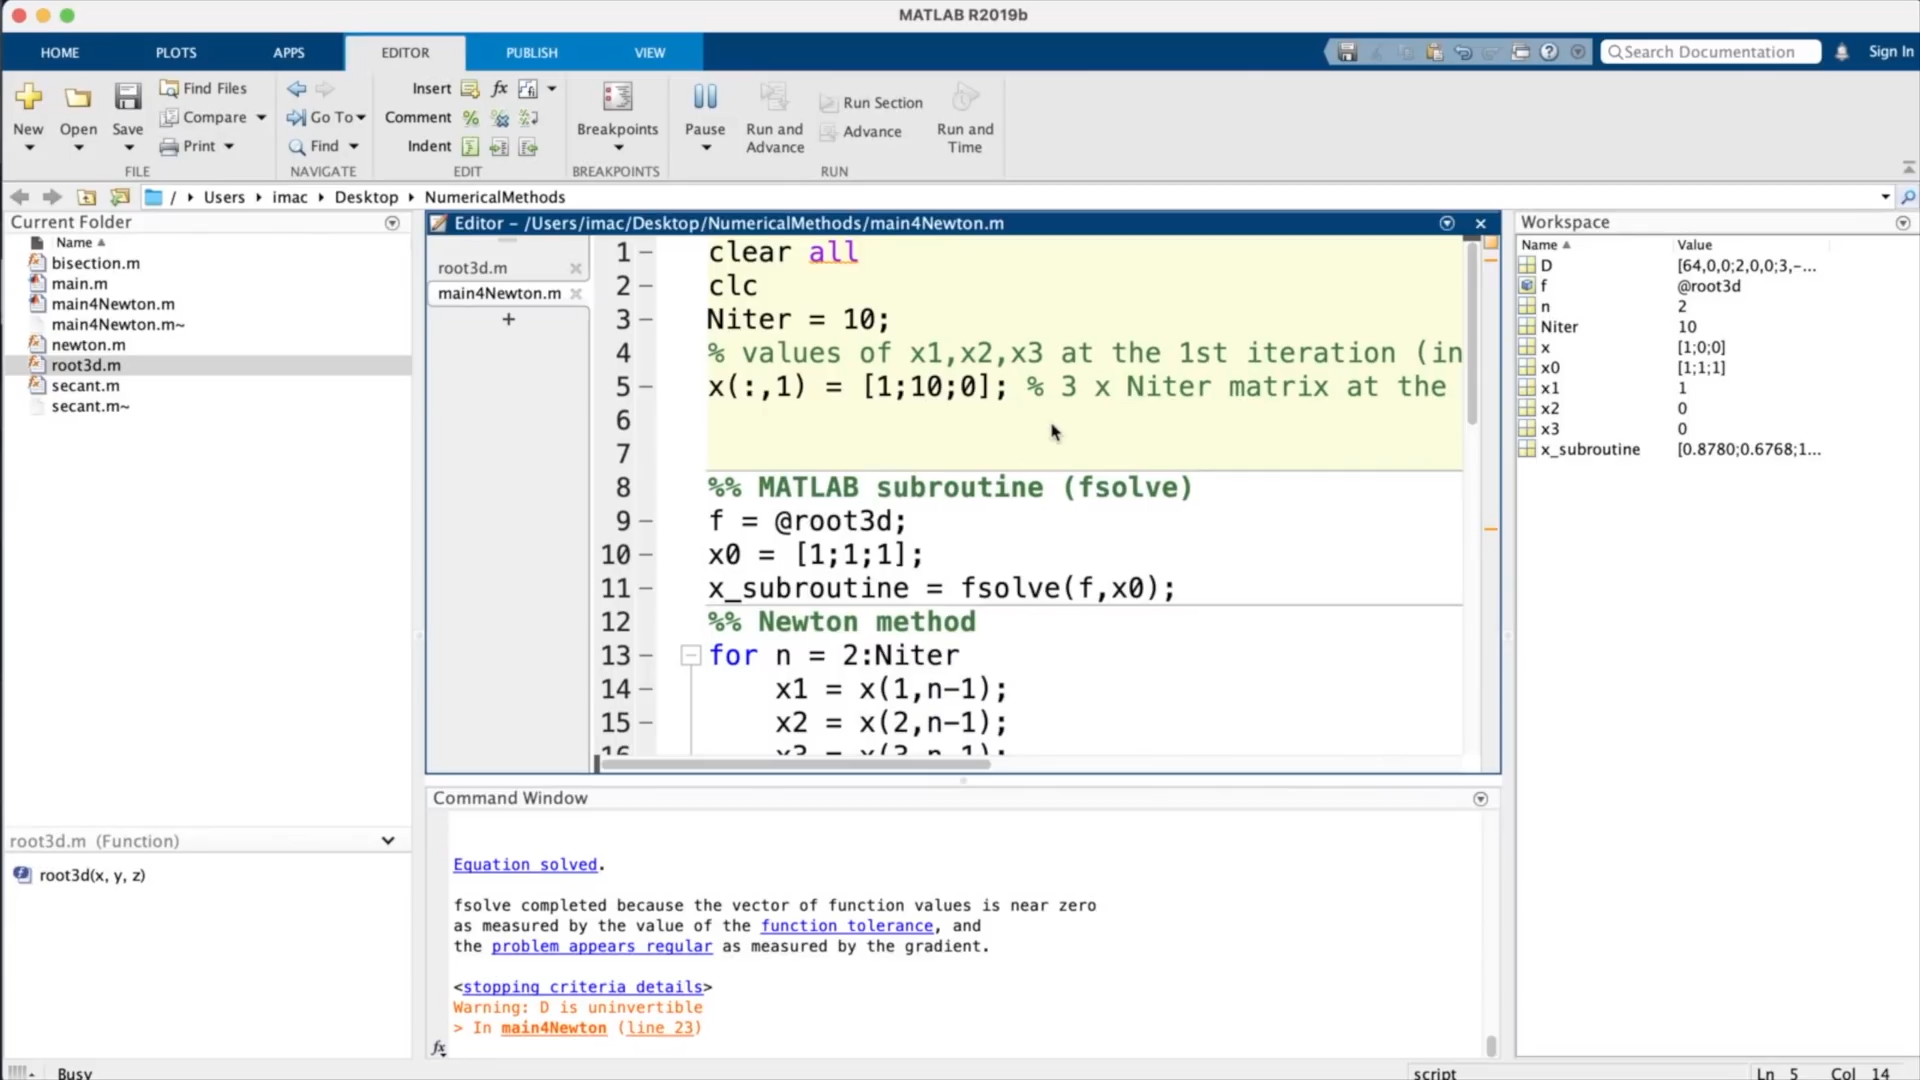 MATLAB R2019b
HOME PLOTS APPS EDITOR PUBLISH VIEW
Search Documentation Sign In
New Open Save
Find Files
Compare
Print
FILE
Go To
Find
NAVIGATE
Insert fx
Comment %
Indent
EDIT
Breakpoints
BREAKPOINTS
Pause
Run and Advance
Run Section
Advance
Run and Time
RUN
/ Users imac Desktop NumericalMethods
Current Folder
Name
bisection.m
main.m
main4Newton.m
main4Newton.m~
newton.m
root3d.m
secant.m
secant.m~
root3d.m (Function)
root3d(x, y, z)
Editor – /Users/imac/Desktop/NumericalMethods/main4Newton.m
root3d.m
main4Newton.m
+
1 – clear all
2 – clc
3 – Niter = 10;
4 % values of x1,x2,x3 at the 1st iteration (in
5 – x(:,1) = [1;10;0]; % 3 x Niter matrix at the
6
7
8 %% MATLAB subroutine (fsolve)
9 – f = @root3d;
10 – x0 = [1;1;1];
11 – x_subroutine = fsolve(f,x0);
12 %% Newton method
13 – for n = 2:Niter
14 – x1 = x(1,n-1);
15 – x2 = x(2,n-1);
16 x3 = x(3,n-1);
Command Window
Equation solved.
fsolve completed because the vector of function values is near zero
as measured by the value of the function tolerance, and
the problem appears regular as measured by the gradient.
<stopping criteria details>
Warning: D is uninvertible
> In main4Newton (line 23)
fx
Workspace
Name Value
D [64,0,0;2,0,0;3,-...
f @root3d
n 2
Niter 10
x [1;0;0]
x0 [1;1;1]
x1 1
x2 0
x3 0
x_subroutine [0.8780;0.6768;1...
Busy
script
Ln 5 Col 14